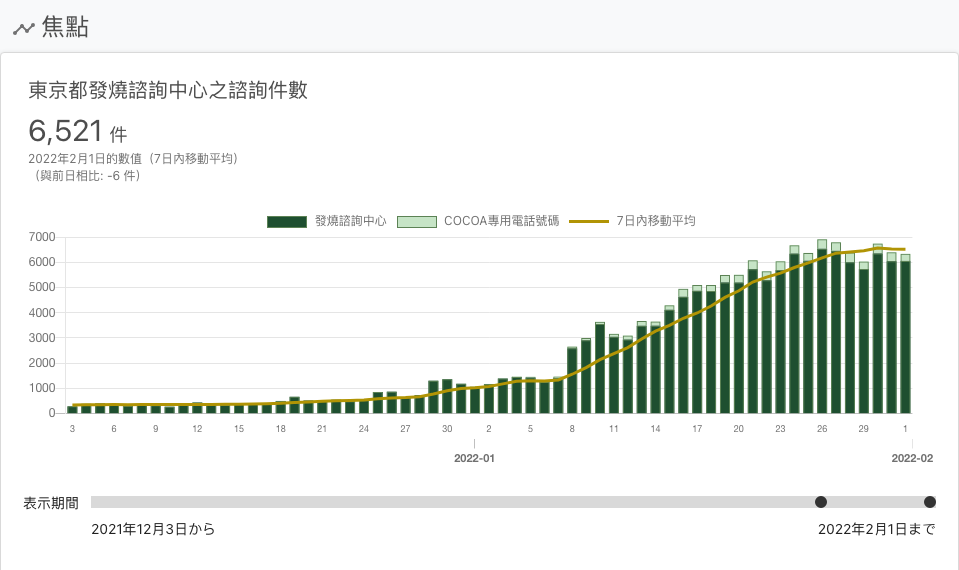 焦點
東京都發燒諮詢中心之諮詢件數
6,521 件
2022年2月1日的數值（7日內移動平均）
（與前日相比: -6 件）
發燒諮詢中心 COCOA專用電話號碼 7日內移動平均
7000
6000
5000
4000
3000
2000
1000
0
3 6 9 12 15 18 21 24 27 30 2 5 8 11 14 17 20 23 26 29 1
2022-01 2022-02
表示期間
2021年12月3日から 2022年2月1日まで